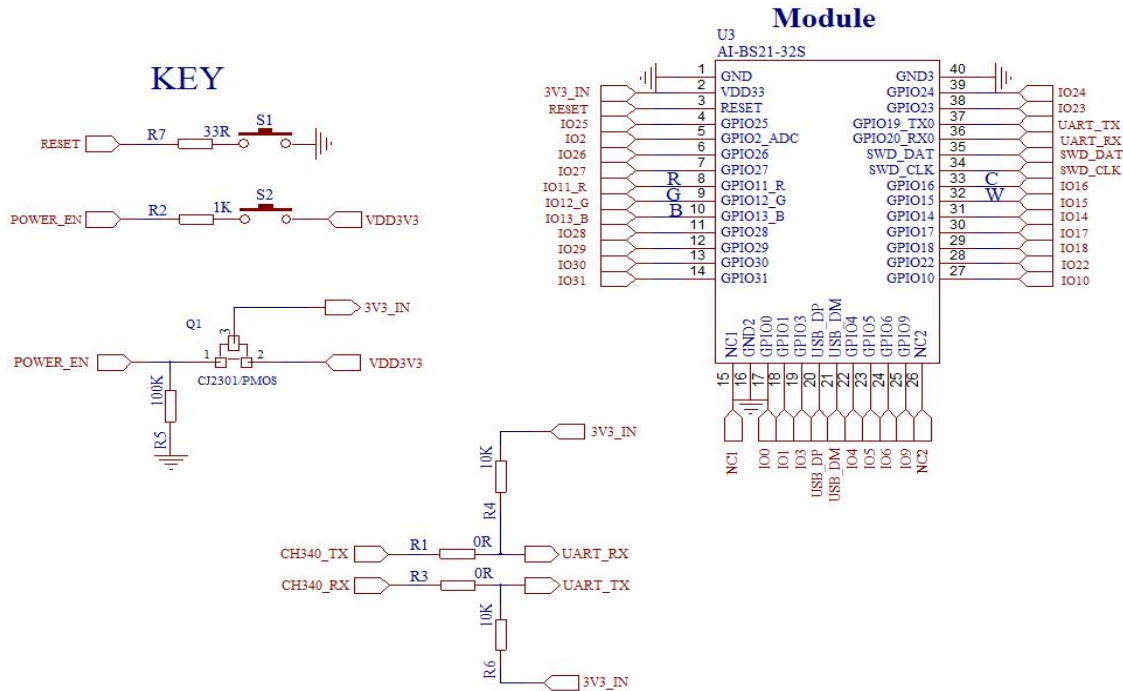 Module
U3
AI-BS21-32S
KEY
RESET
R7
33R
S1
POWER_EN
R2
1K
S2
VDD3V3
3V3_IN
Q1
3
POWER_EN
1
2
VDD3V3
CJ2301/PMOS
100K
R5
3V3_IN
10K
R4
CH340_TX
R1
0R
UART_RX
CH340_RX
R3
0R
UART_TX
10K
R6
3V3_IN
1 GND
3V3_IN 2 VDD33
RESET 3 RESET
IO25 4 GPIO25
IO2 5 GPIO2_ADC
IO26 6 GPIO26
IO27 7 GPIO27
IO11_R R 8 GPIO11_R
IO12_G G 9 GPIO12_G
IO13_B B 10 GPIO13_B
IO28 11 GPIO28
IO29 12 GPIO29
IO30 13 GPIO30
IO31 14 GPIO31
GND3 40
GPIO24 39 IO24
GPIO23 38 IO23
GPIO19_TX0 37 UART_TX
GPIO20_RX0 36 UART_RX
SWD_DAT 35 SWD_DAT
SWD_CLK 34 SWD_CLK
GPIO16 33 C IO16
GPIO15 32 W IO15
GPIO14 31 IO14
GPIO17 30 IO17
GPIO18 29 IO18
GPIO22 28 IO22
GPIO10 27 IO10
NC1 15 NC1
GND2 16
GPIO0 17 IO0
GPIO1 18 IO1
GPIO3 19 IO3
USB_DP 20 USB_DP
USB_DM 21 USB_DM
GPIO4 22 IO4
GPIO5 23 IO5
GPIO6 24 IO6
GPIO9 25 IO9
NC2 26 NC2